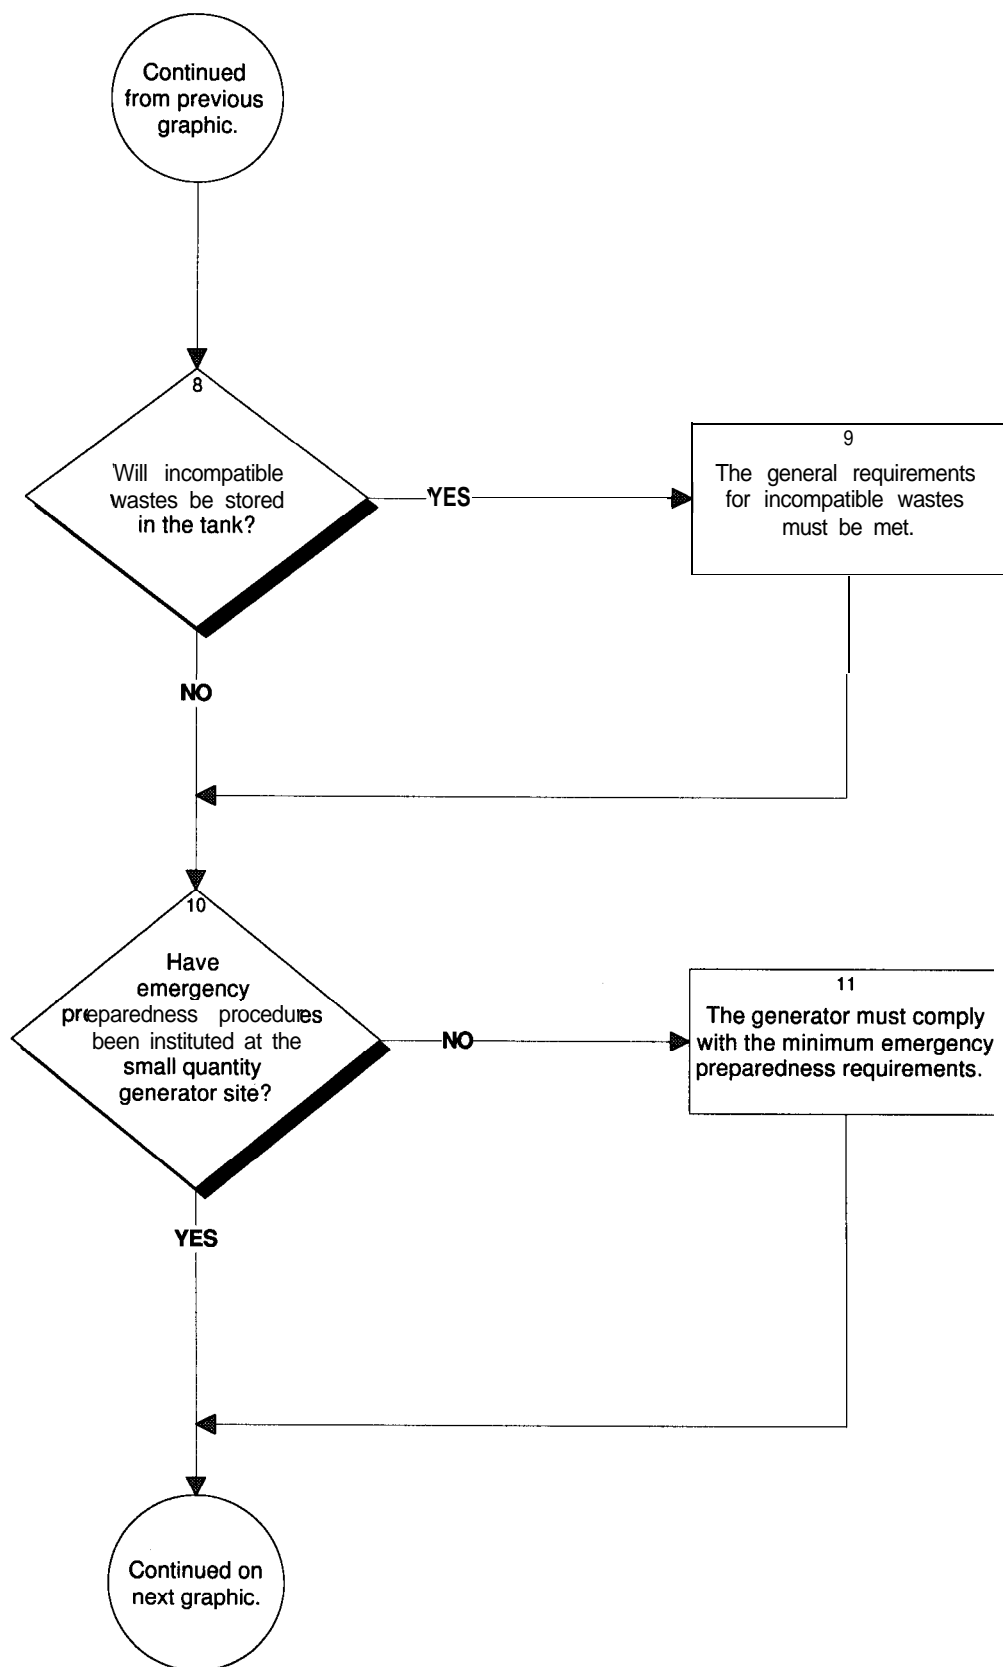 Continued
from previous
graphic.
8
Will incompatible
wastes be stored
in the tank?
YES
9
The general requirements
for incompatible wastes
must be met.
NO
10
Have
emergency
preparedness procedures
been instituted at the
small quantity
generator site?
NO
11
The generator must comply
with the minimum emergency
preparedness requirements.
YES
Continued on
next graphic.